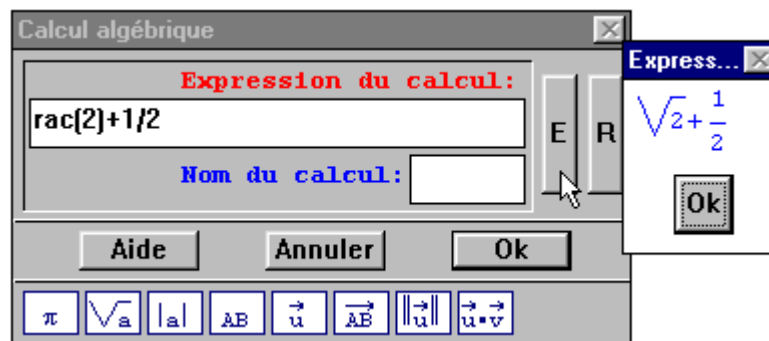 Calcul algébrique
Expression du calcul:
rac(2)+1/2
Nom du calcul:
E
R
Aide
Annuler
Ok
π
√a
|a|
AB
u⃗
AB⃗
||u⃗||
u⃗•v⃗
Express...
√2+1/2
Ok